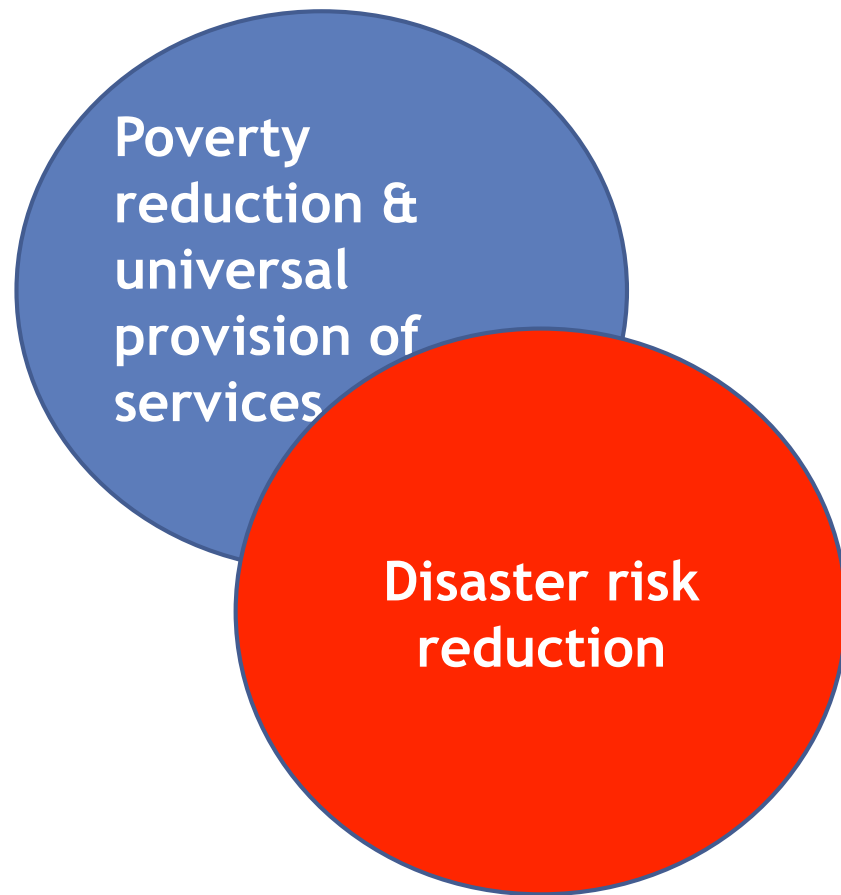 Poverty
reduction &
universal
provision of
services
Disaster risk
reduction